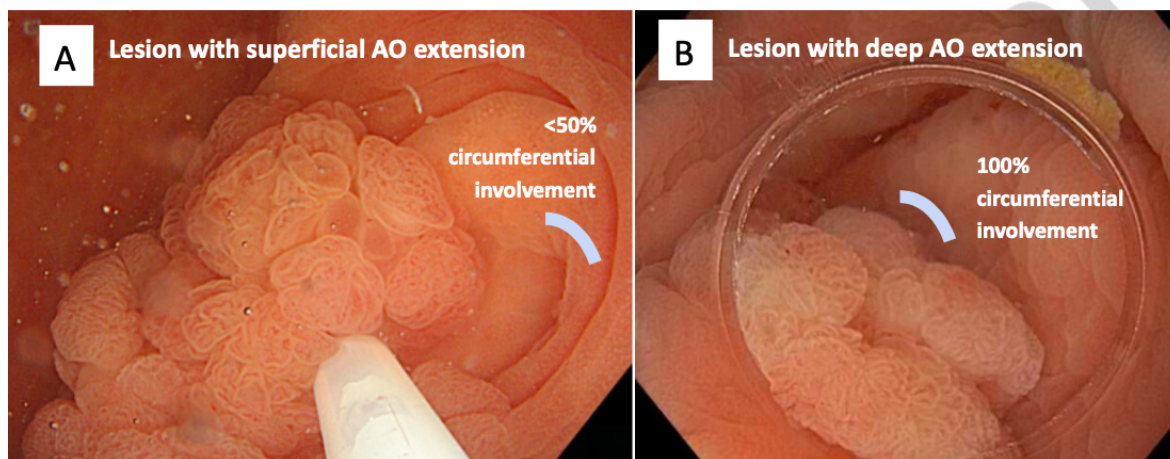 A
Lesion with superficial AO extension
<50%
circumferential
involvement
B
Lesion with deep AO extension
100%
circumferential
involvement